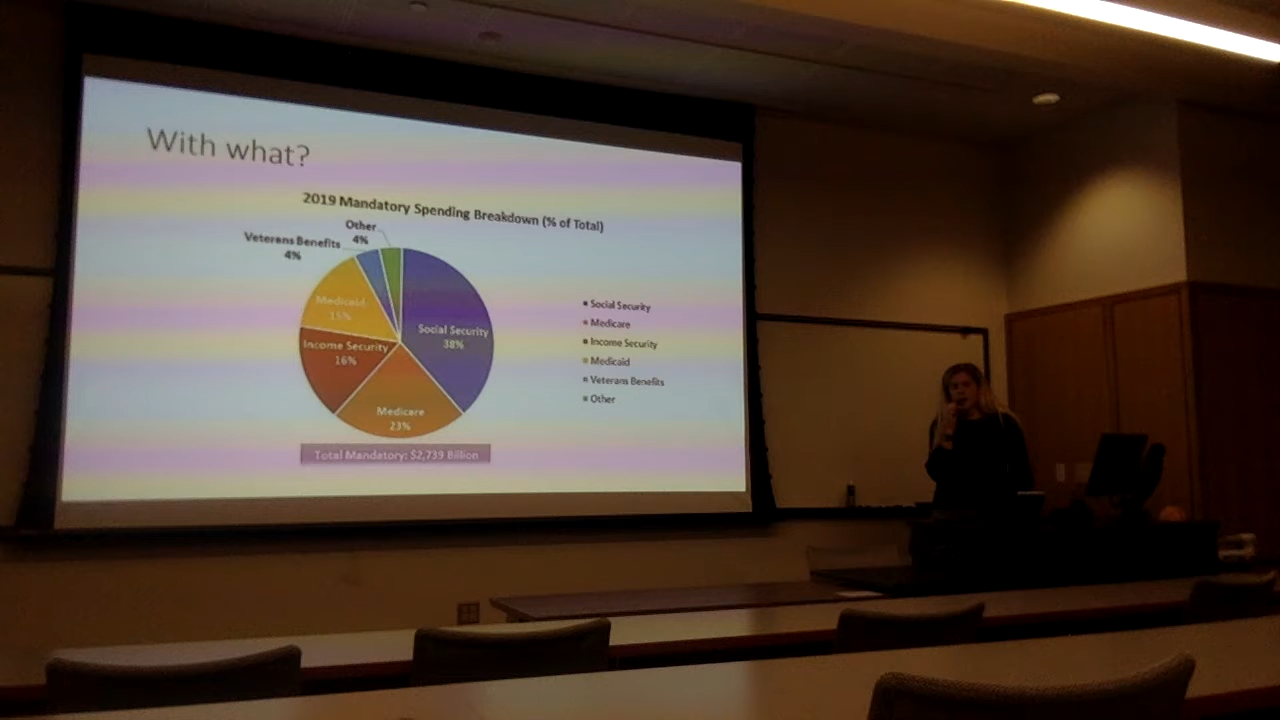 With what?
2019 Mandatory Spending Breakdown (% of Total)
Other
4%
Veterans Benefits
4%
Medicaid
15%
Social Security
38%
Income Security
16%
Medicare
23%
Total Mandatory: $2,739 Billion
Social Security
Medicare
Income Security
Medicaid
Veterans Benefits
Other